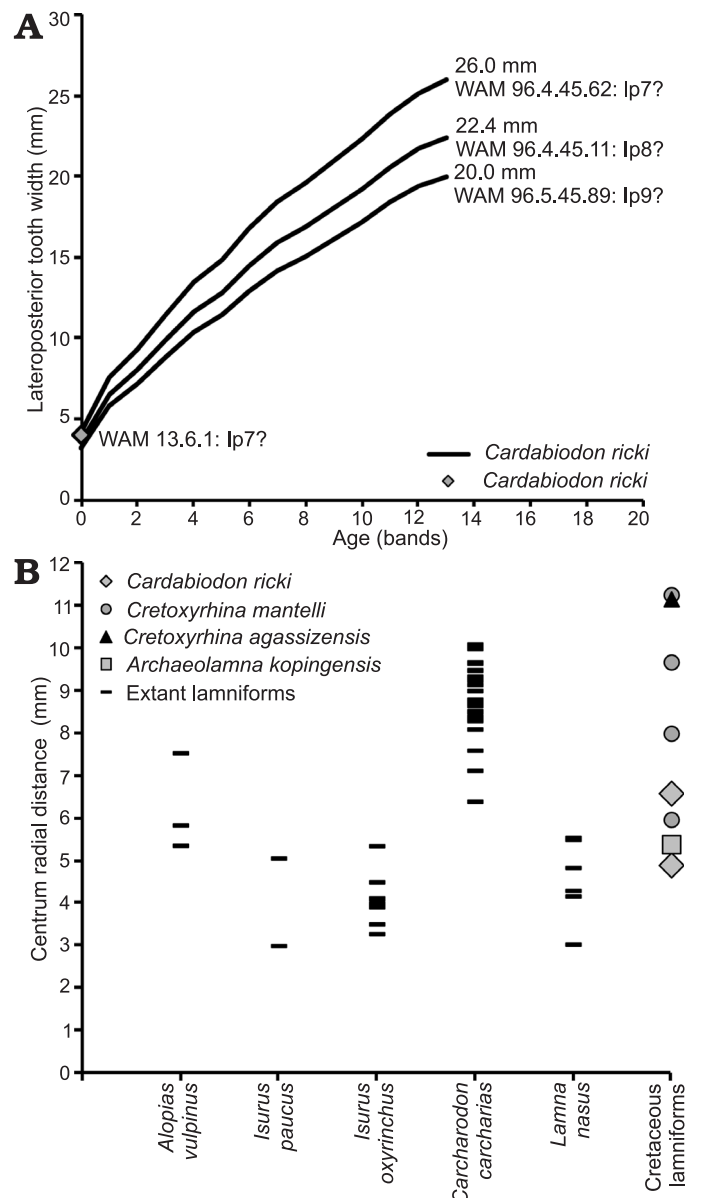 A
30
25
20
15
10
5
0
Lateroposterior tooth width (mm)
26.0 mm
WAM 96.4.45.62: lp7?
22.4 mm
WAM 96.4.45.11: lp8?
20.0 mm
WAM 96.5.45.89: lp9?
WAM 13.6.1: lp7?
Cardabiodon ricki
Cardabiodon ricki
0 2 4 6 8 10 12 14 16 18 20
Age (bands)
B
12
11
10
9
8
7
6
5
4
3
2
1
0
Centrum radial distance (mm)
Cardabiodon ricki
Cretoxyrhina mantelli
Cretoxyrhina agassizensis
Archaeolamna kopingensis
Extant lamniforms
Alopias
vulpinus
Isurus
paucus
Isurus
oxyrinchus
Carcharodon
carcharias
Lamna
nasus
Cretaceous
lamniforms